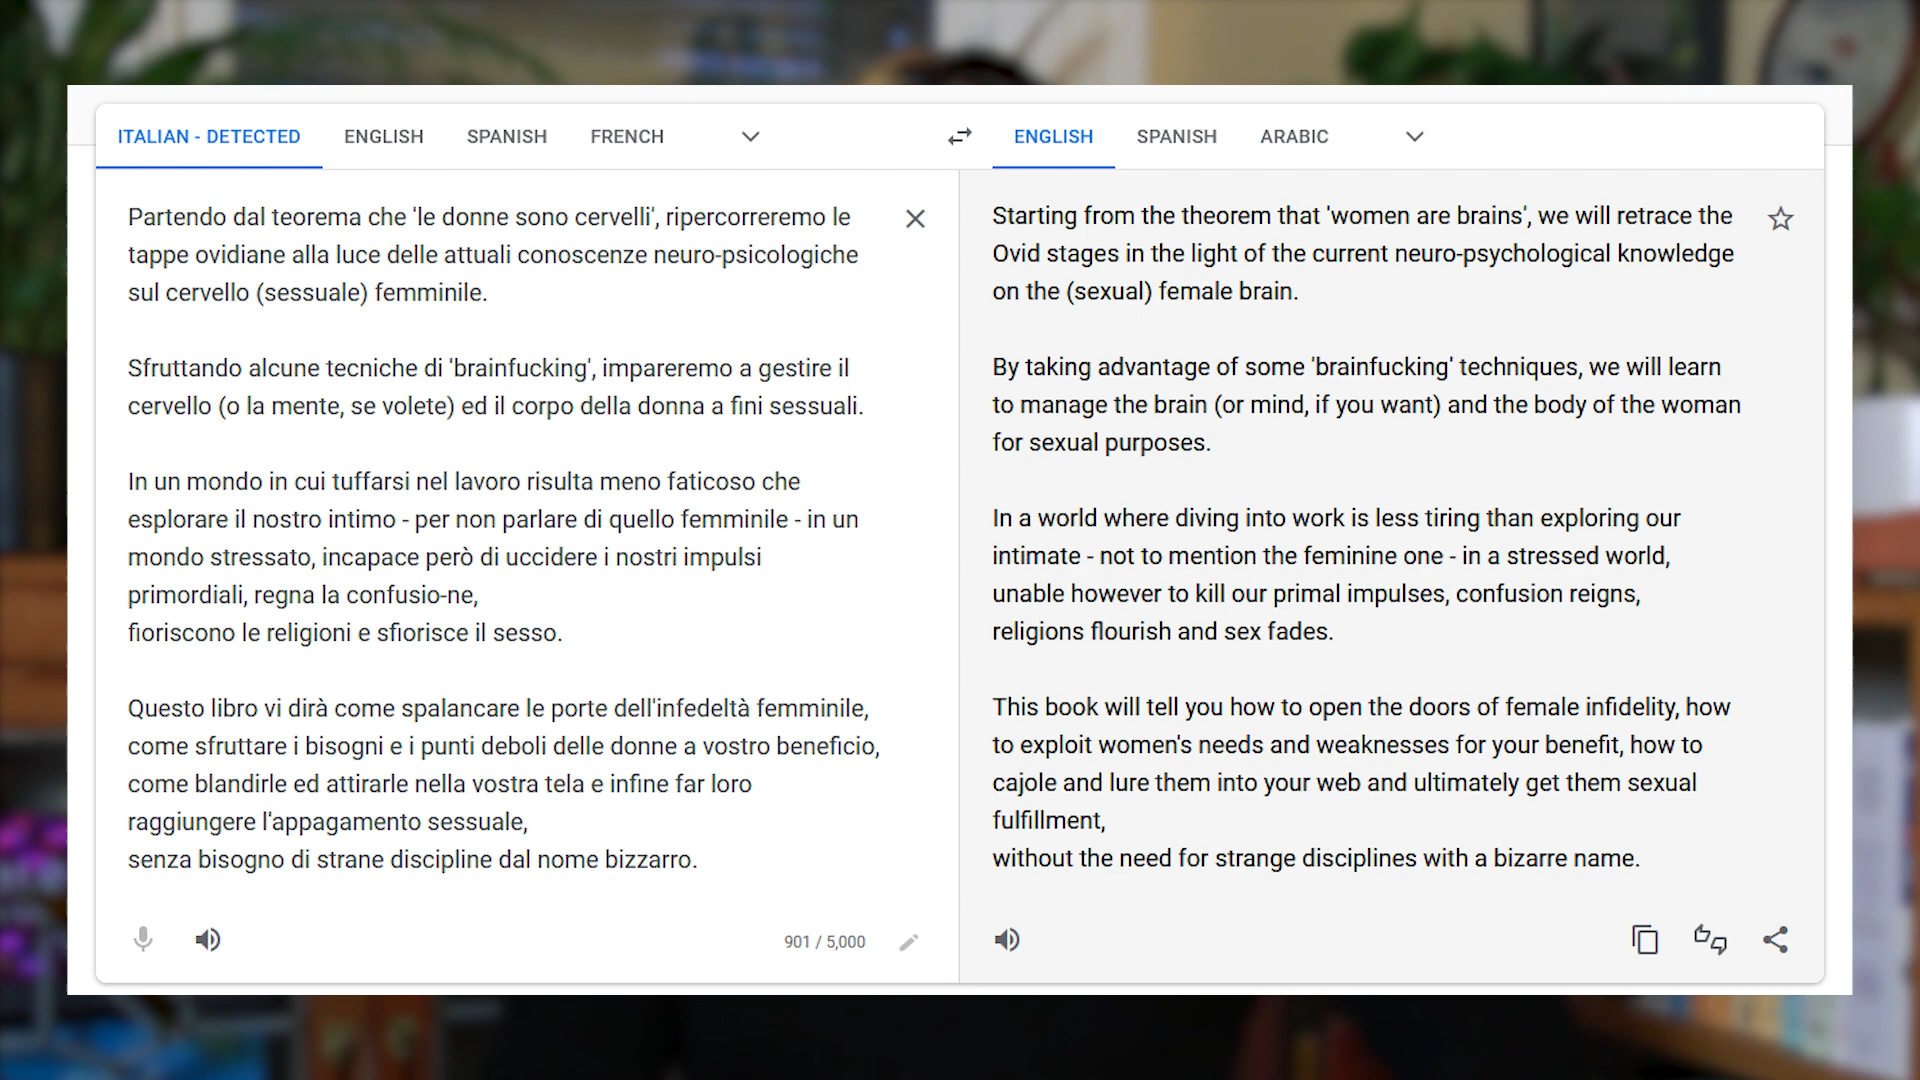 ITALIAN - DETECTED ENGLISH SPANISH FRENCH
ENGLISH SPANISH ARABIC
Partendo dal teorema che 'le donne sono cervelli', ripercorreremo le
tappe ovidiane alla luce delle attuali conoscenze neuro-psicologiche
sul cervello (sessuale) femminile.
Sfruttando alcune tecniche di 'brainfucking', impareremo a gestire il
cervello (o la mente, se volete) ed il corpo della donna a fini sessuali.
In un mondo in cui tuffarsi nel lavoro risulta meno faticoso che
esplorare il nostro intimo - per non parlare di quello femminile - in un
mondo stressato, incapace però di uccidere i nostri impulsi
primordiali, regna la confusio-ne,
fioriscono le religioni e sfiorisce il sesso.
Questo libro vi dirà come spalancare le porte dell'infedeltà femminile,
come sfruttare i bisogni e i punti deboli delle donne a vostro beneficio,
come blandirle ed attirarle nella vostra tela e infine far loro
raggiungere l'appagamento sessuale,
senza bisogno di strane discipline dal nome bizzarro.
901 / 5,000
Starting from the theorem that 'women are brains', we will retrace the
Ovid stages in the light of the current neuro-psychological knowledge
on the (sexual) female brain.
By taking advantage of some 'brainfucking' techniques, we will learn
to manage the brain (or mind, if you want) and the body of the woman
for sexual purposes.
In a world where diving into work is less tiring than exploring our
intimate - not to mention the feminine one - in a stressed world,
unable however to kill our primal impulses, confusion reigns,
religions flourish and sex fades.
This book will tell you how to open the doors of female infidelity, how
to exploit women's needs and weaknesses for your benefit, how to
cajole and lure them into your web and ultimately get them sexual
fulfillment,
without the need for strange disciplines with a bizarre name.